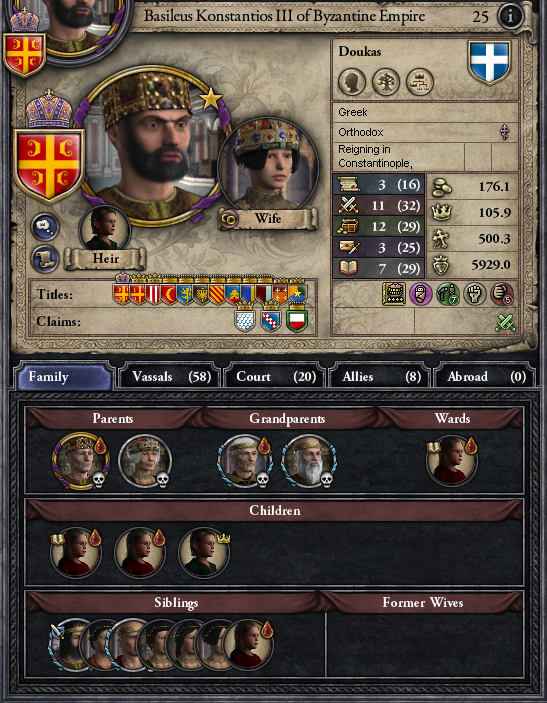 Basileus Konstantios III of Byzantine Empire 25
Doukas
Greek
Orthodox
Reigning in
Constantinople,
Wife
Heir
3 (16) 176.1
11 (32) 105.9
12 (29) 500.3
3 (25) 5929.0
7 (29)
7
5
Titles:
Claims:
Family
Vassals (58)
Court (20)
Allies (8)
Abroad (0)
Parents
Grandparents
Wards
Children
Siblings
Former Wives